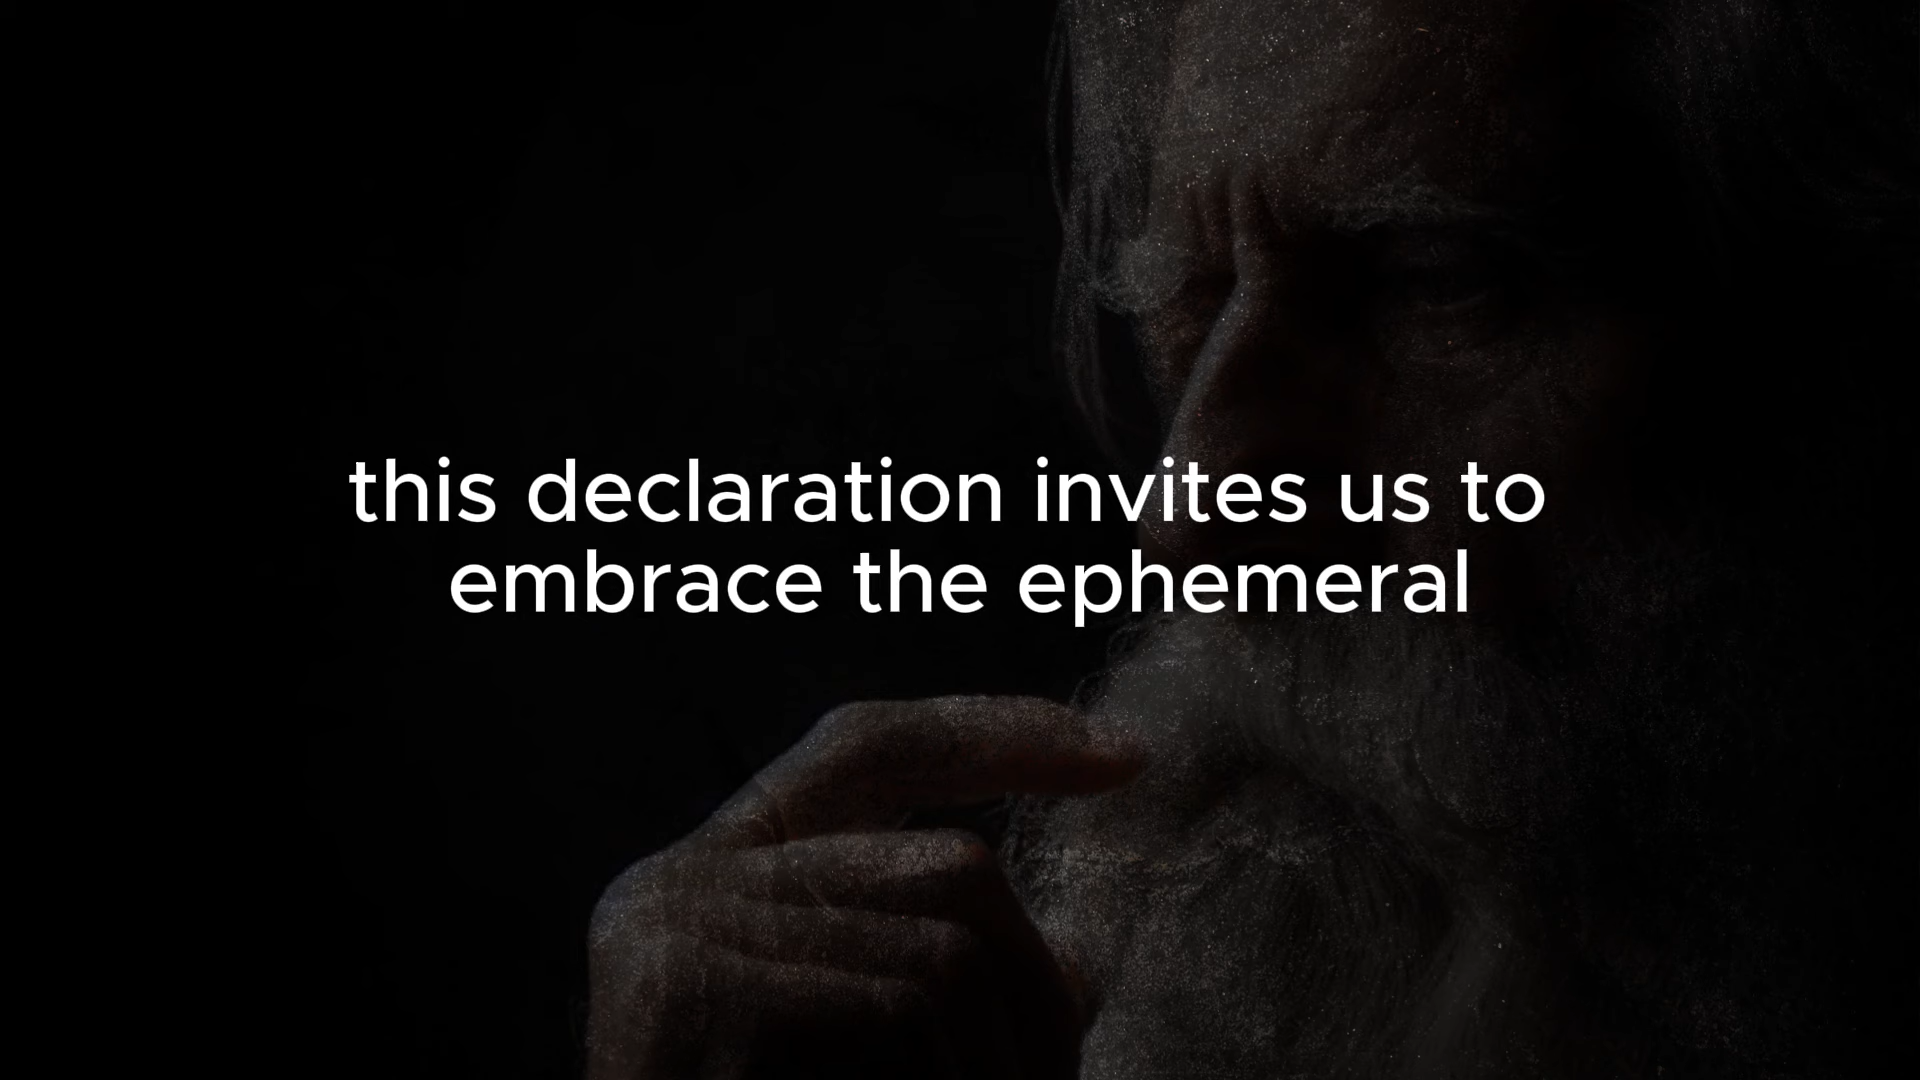 this declaration invites us to
embrace the ephemeral